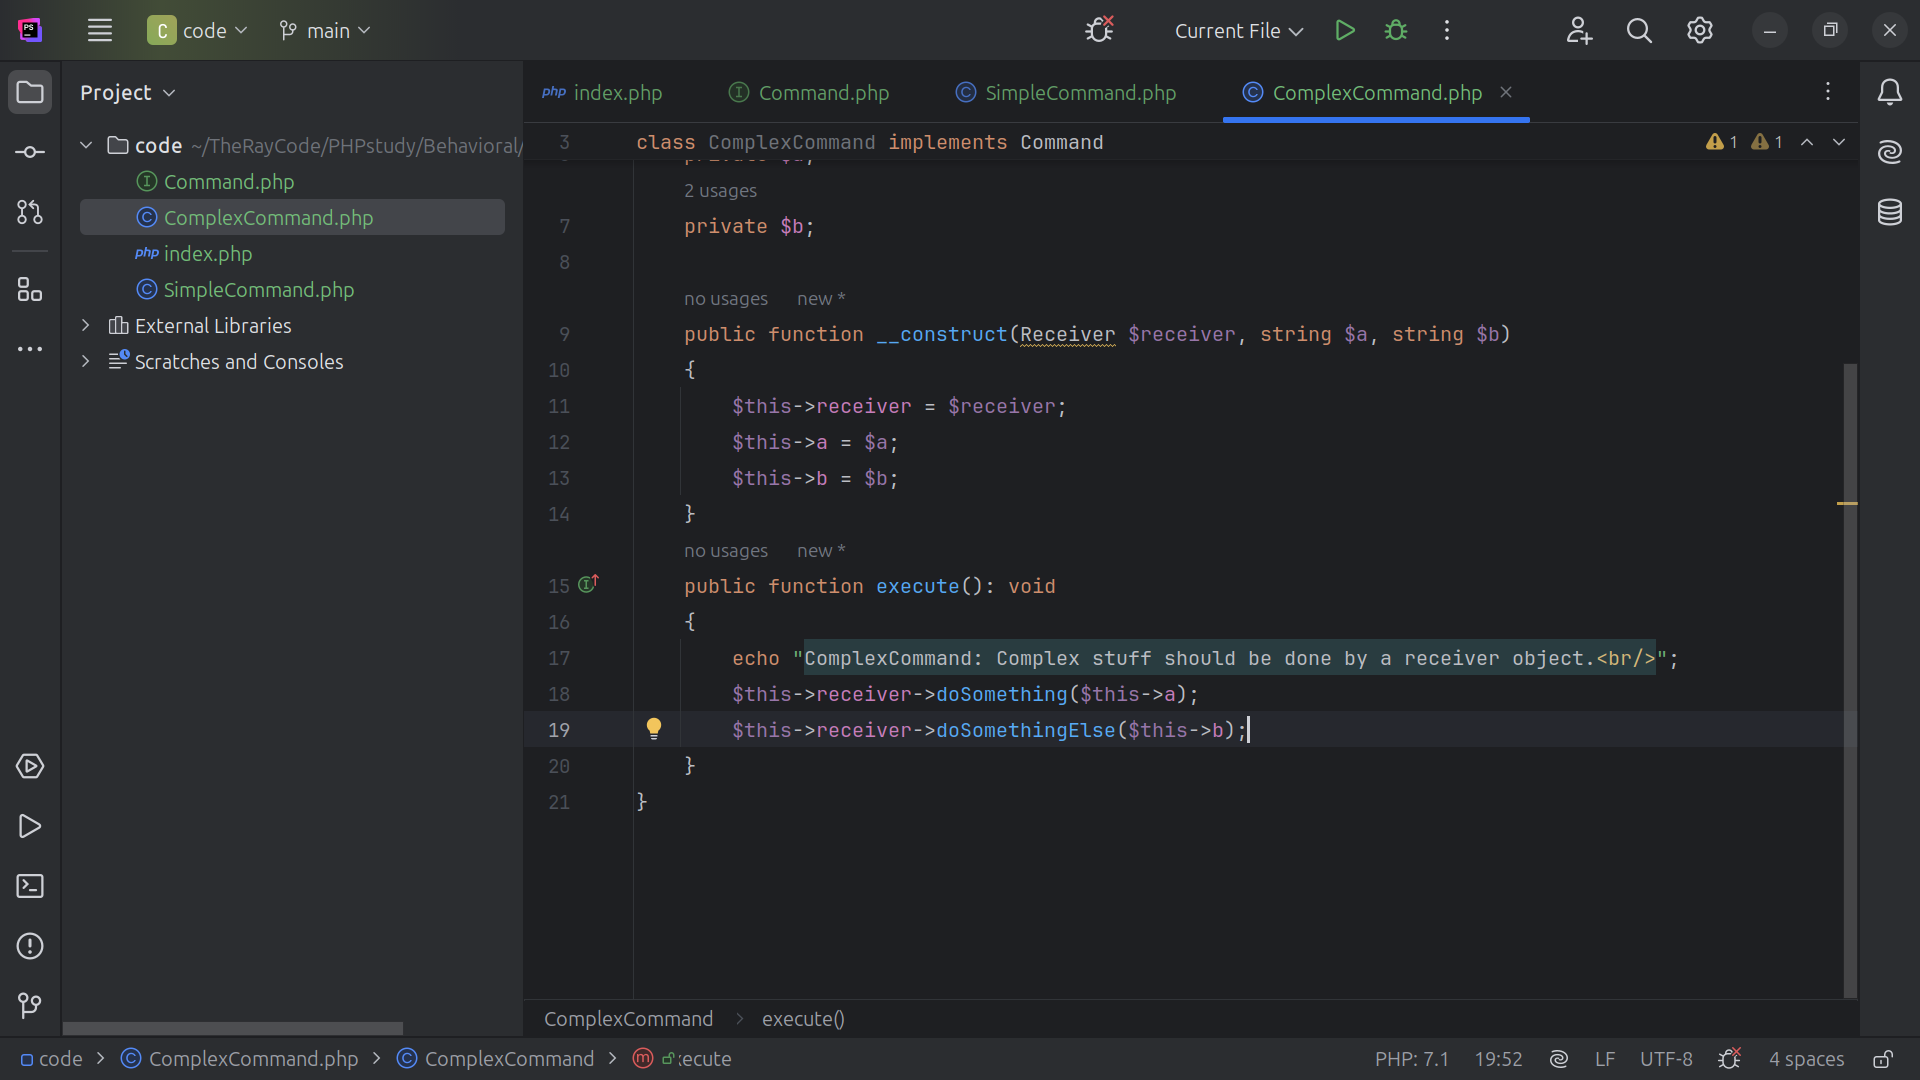 PS C code main Current File
Project
code ~/TheRayCode/PHPstudy/Behavioral/
Command.php
ComplexCommand.php
php index.php
SimpleCommand.php
External Libraries
Scratches and Consoles
php index.php Command.php SimpleCommand.php ComplexCommand.php
3 class ComplexCommand implements Command 1 1
2 usages
7 private $b;
8
no usages new *
9 public function __construct(Receiver $receiver, string $a, string $b)
10 {
11 $this->receiver = $receiver;
12 $this->a = $a;
13 $this->b = $b;
14 }
no usages new *
15 public function execute(): void
16 {
17 echo "ComplexCommand: Complex stuff should be done by a receiver object.<br/>";
18 $this->receiver->doSomething($this->a);
19 $this->receiver->doSomethingElse($this->b);
20 }
21 }
ComplexCommand > execute()
code > ComplexCommand.php > ComplexCommand > m PHP: 7.1 19:52 LF UTF-8 4 spaces